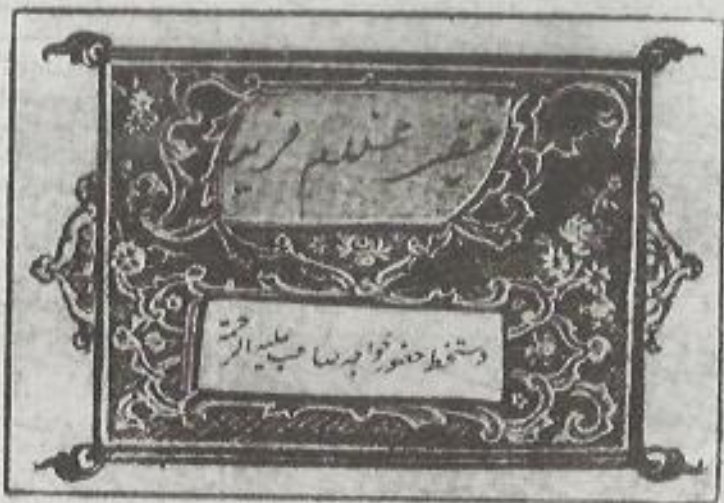 فقیر غلام فرید
دستخط حضور خواجہ صاحب علیہ الرحمۃ